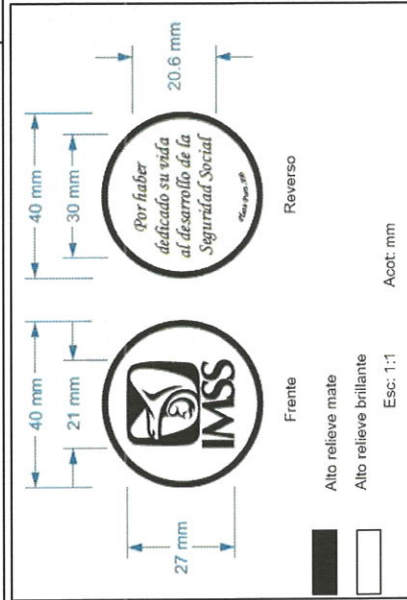 40 mm
21 mm
27 mm
IMSS
Frente
40 mm
30 mm
20.6 mm
Por haber
dedicado su vida
al desarrollo de la
Seguridad Social
Reverso
Alto relieve mate
Alto relieve brillante
Esc: 1:1
Acot: mm